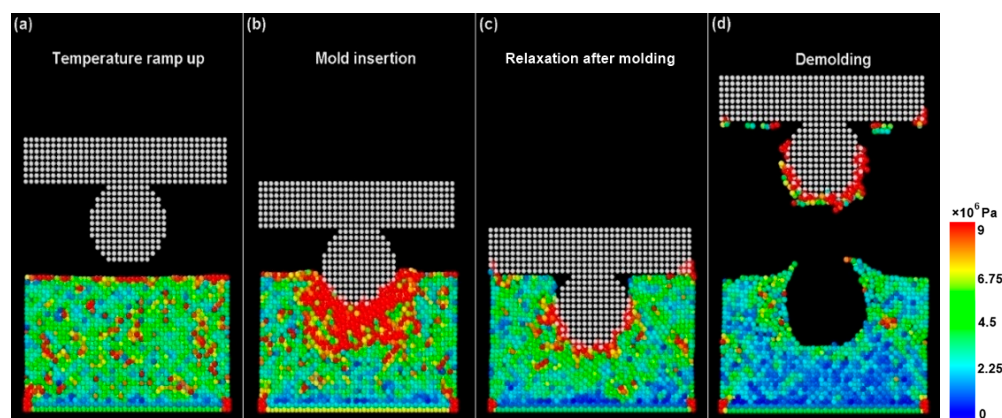 (a)
Temperature ramp up
(b)
Mold insertion
(c)
Relaxation after molding
(d)
Demolding
×10⁶ Pa
9
6.75
4.5
2.25
0